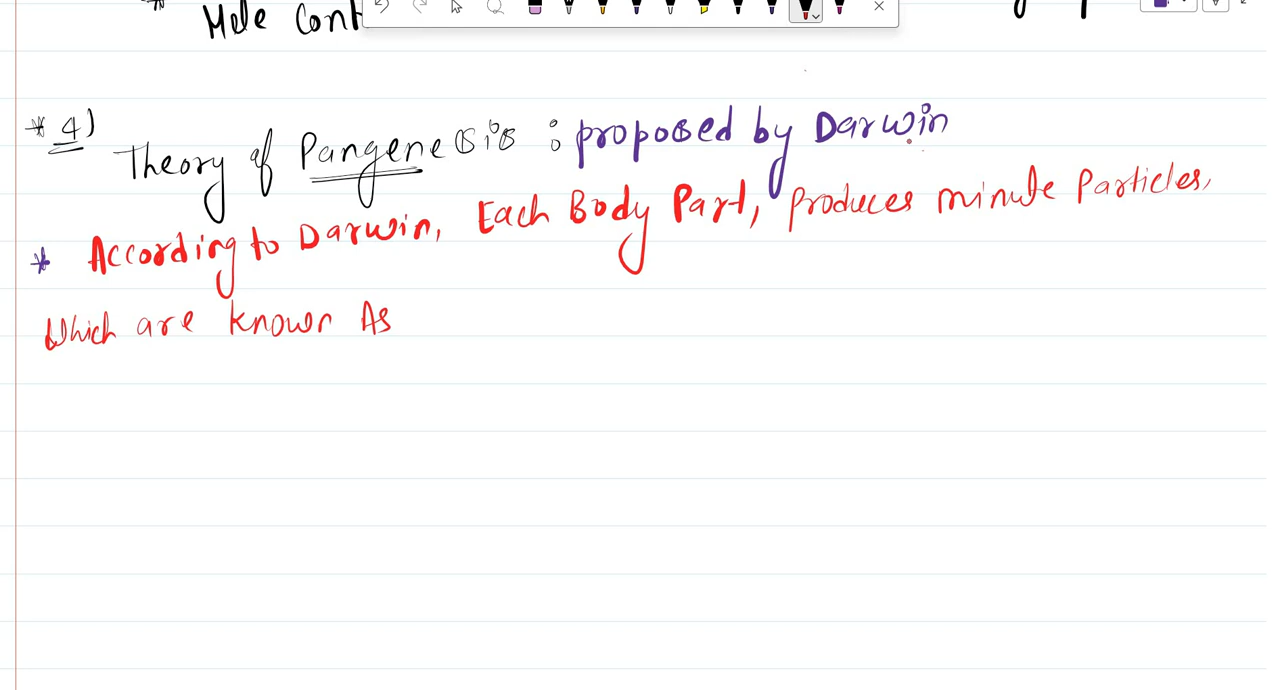 Male Cont
* 4)
Theory of Pangenesis : proposed by Darwin
* According to Darwin, Each Body Part, produces minute Particles,
Which are known As